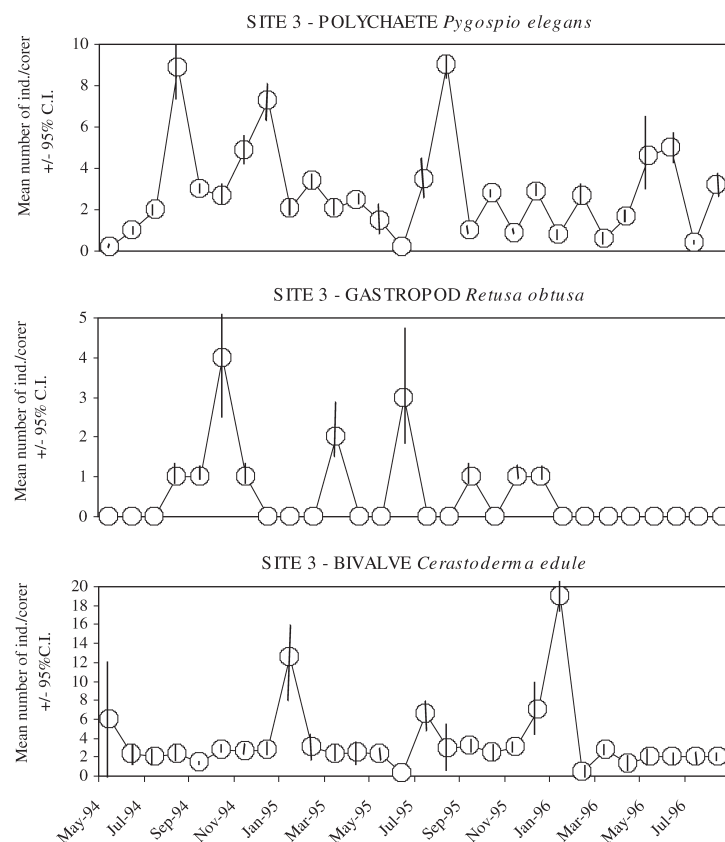 SITE 3 - POLYCHAETE Pygospio elegans
Mean number of ind./corer
+/- 95% C.I.
10
8
6
4
2
0
SITE 3 - GASTROPOD Retusa obtusa
Mean number of ind./corer
+/- 95% C.I.
5
4
3
2
1
0
SITE 3 - BIVALVE Cerastoderma edule
Mean number of ind./corer
+/- 95%C.I.
20
18
16
14
12
10
8
6
4
2
0
May-94
Jul-94
Sep-94
Nov-94
Jan-95
Mar-95
May-95
Jul-95
Sep-95
Nov-95
Jan-96
Mar-96
May-96
Jul-96